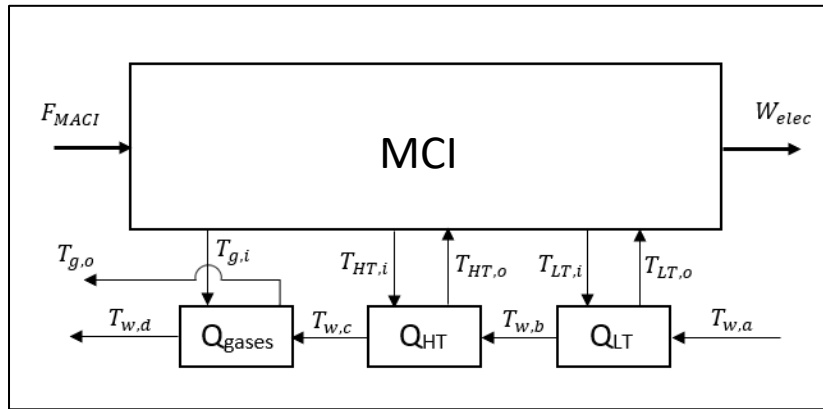 F_MACI
MCI
W_elec
T_g,o
T_g,i
T_HT,i
T_HT,o
T_LT,i
T_LT,o
T_w,d
Q_gases
T_w,c
Q_HT
T_w,b
Q_LT
T_w,a